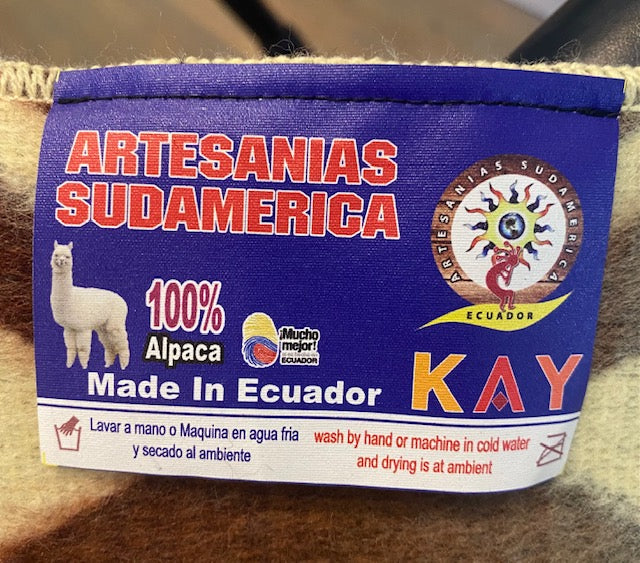 ARTESANIAS
SUDAMERICA
ARTESANIAS SUDAMERICA
ECUADOR
100%
Alpaca
¡Mucho
mejor!
ECUADOR
Made In Ecuador
KAY
Lavar a mano o Maquina en agua fria
y secado al ambiente
wash by hand or machine in cold water
and drying is at ambient